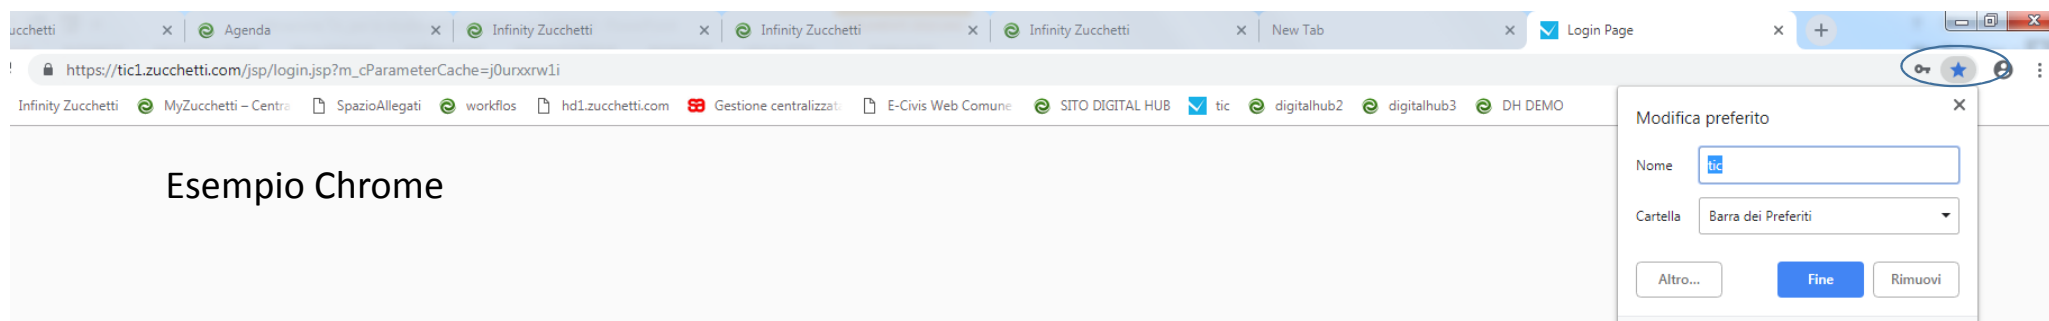 ucchetti Agenda Infinity Zucchetti Infinity Zucchetti Infinity Zucchetti New Tab Login Page
https://tic1.zucchetti.com/jsp/login.jsp?m_cParameterCache=j0urxxrw1i
Infinity Zucchetti MyZucchetti – Centra SpazioAllegati workflos hd1.zucchetti.com Gestione centralizzat E-Civis Web Comune SITO DIGITAL HUB tic digitalhub2 digitalhub3 DH DEMO
Modifica preferito
Nome tic
Esempio Chrome
Cartella Barra dei Preferiti
Altro... Fine Rimuovi